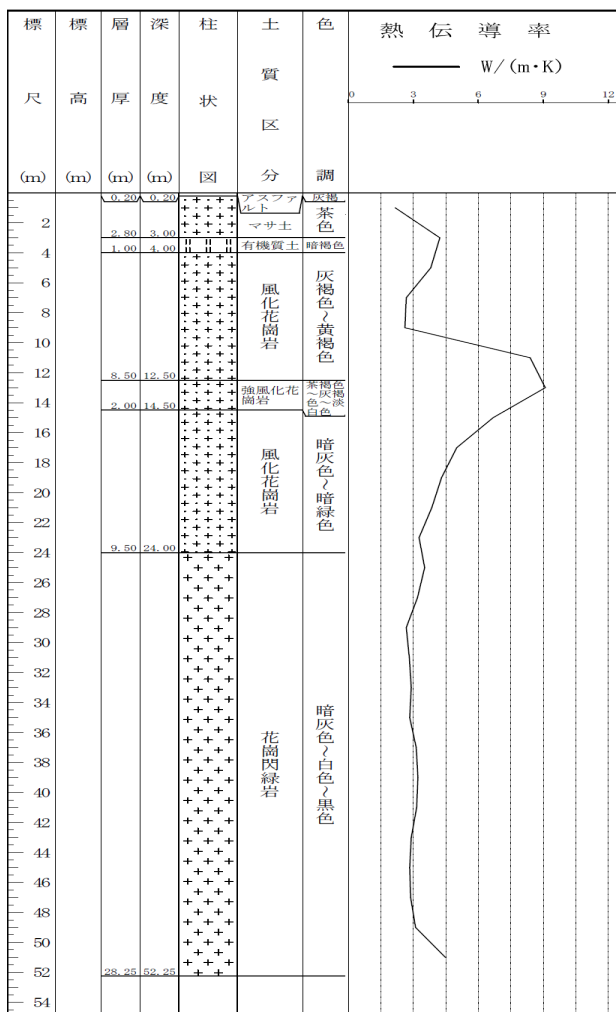 標尺(m)
標高(m)
層厚(m)
深度(m)
柱状図
土質区分
色調
熱伝導率
W/(m・K)
0 3 6 9 12
0.20 0.20 アスファルト 灰褐
2.80 3.00 マサ土 茶色
1.00 4.00 有機質土 暗褐色
8.50 12.50 風化花崗岩 灰褐色~黄褐色
2.00 14.50 強風化花崗岩 茶褐色~灰褐色~淡白色
9.50 24.00 風化花崗岩 暗灰色~暗緑色
28.25 52.25 花崗閃緑岩 暗灰色~白色~黒色
2
4
6
8
10
12
14
16
18
20
22
24
26
28
30
32
34
36
38
40
42
44
46
48
50
52
54